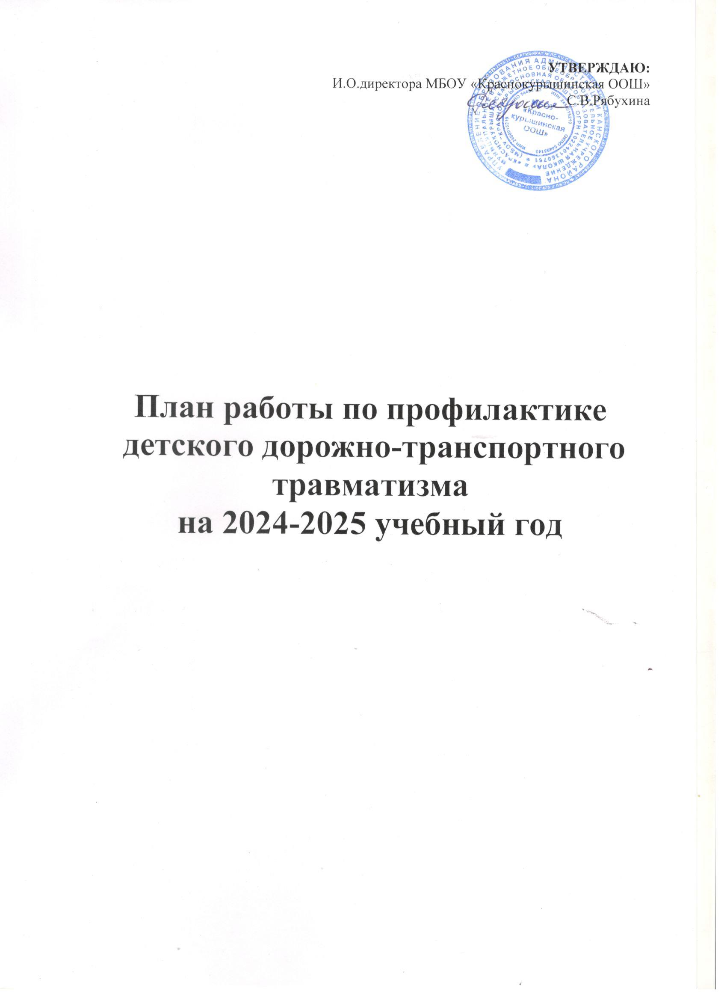 УТВЕРЖДАЮ:
И.О.директора МБОУ «Краснокурышинская ООШ»
С.В.Рябухина
МБОУ
«Красно-
курышинская
ООШ»
План работы по профилактике
детского дорожно-транспортного
травматизма
на 2024-2025 учебный год